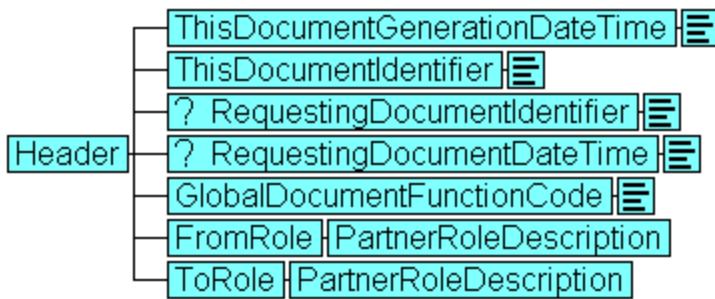 ThisDocumentGenerationDateTime
ThisDocumentIdentifier
? RequestingDocumentIdentifier
Header
? RequestingDocumentDateTime
GlobalDocumentFunctionCode
FromRole PartnerRoleDescription
ToRole PartnerRoleDescription